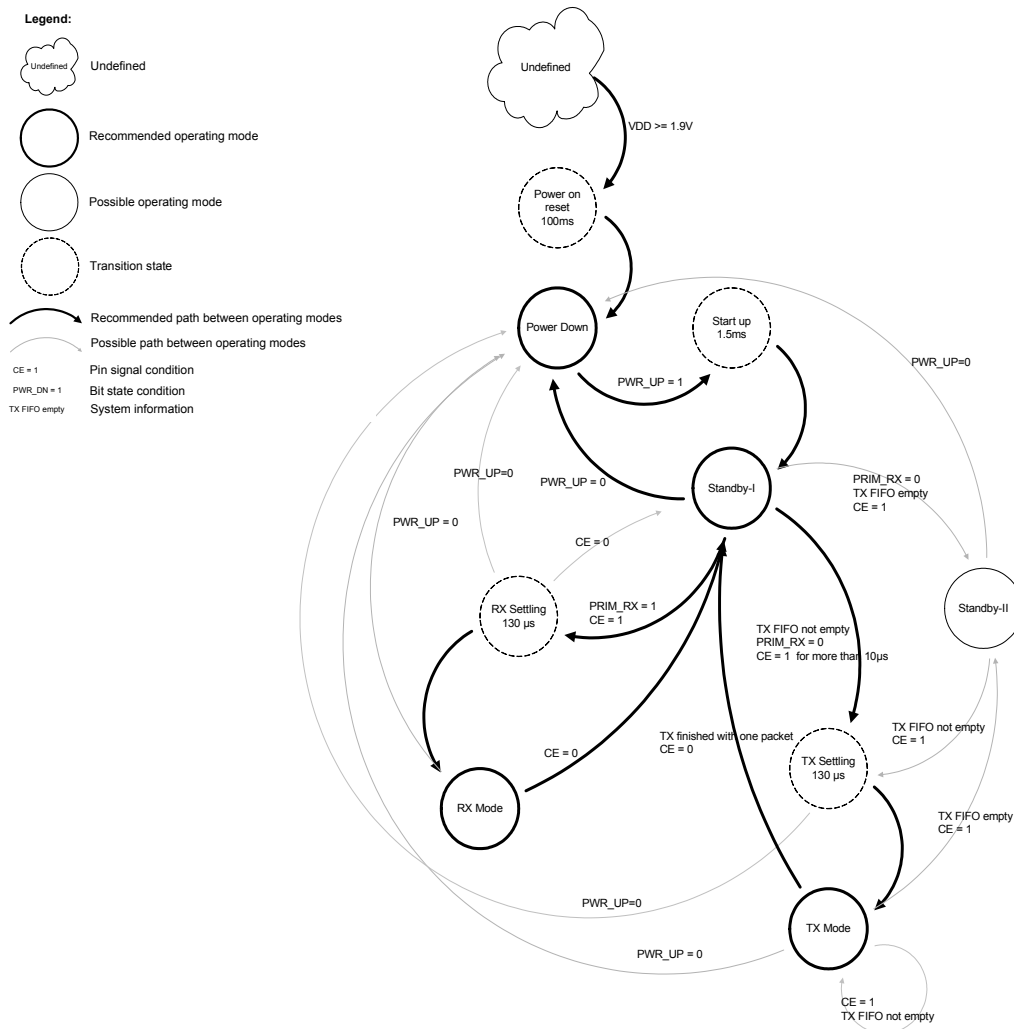 Legend:
Undefined
Undefined
Recommended operating mode
Possible operating mode
Transition state
Recommended path between operating modes
Possible path between operating modes
CE = 1
Pin signal condition
PWR_DN = 1
Bit state condition
TX FIFO empty
System information
Undefined
VDD >= 1.9V
Power on
reset
100ms
Power Down
Start up
1.5ms
PWR_UP = 1
PWR_UP=0
PWR_UP=0
PWR_UP = 0
Standby-I
PRIM_RX = 0
TX FIFO empty
CE = 1
PWR_UP = 0
CE = 0
RX Settling
130 µs
PRIM_RX = 1
CE = 1
Standby-II
TX FIFO not empty
PRIM_RX = 0
CE = 1  for more than 10µs
TX FIFO not empty
CE = 1
TX finished with one packet
CE = 0
CE = 0
TX Settling
130 µs
RX Mode
TX FIFO empty
CE = 1
PWR_UP=0
TX Mode
PWR_UP = 0
CE = 1
TX FIFO not empty